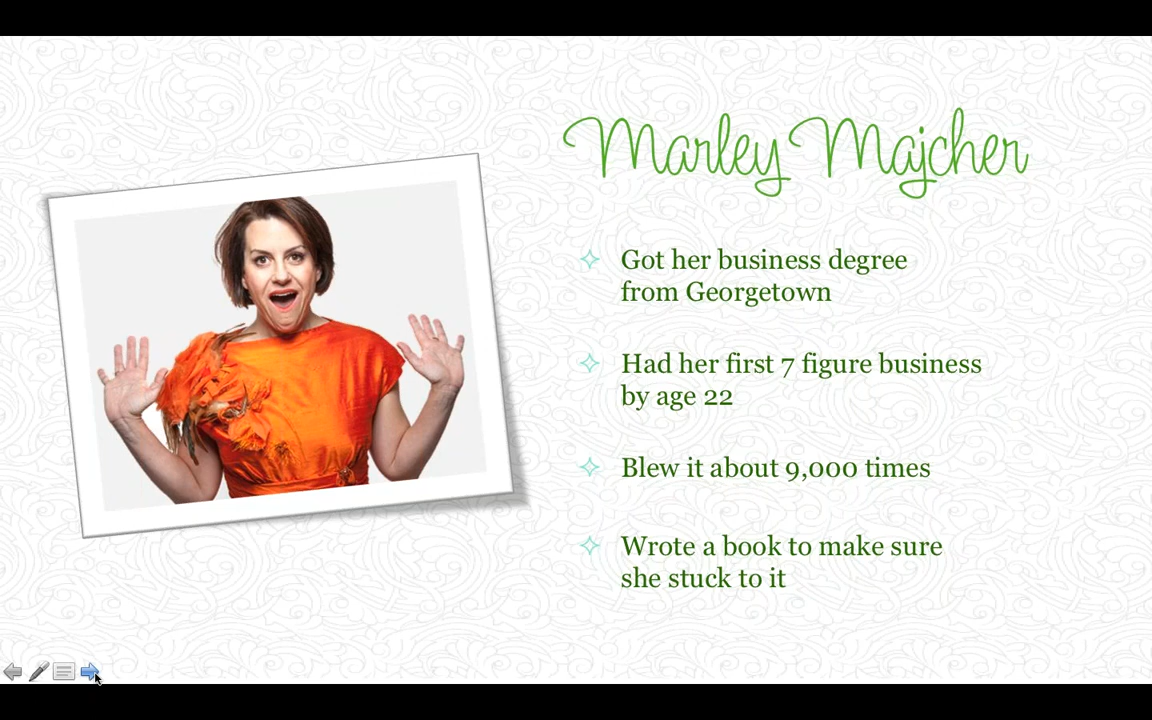 Marley Majcher
Got her business degree
from Georgetown
Had her first 7 figure business
by age 22
Blew it about 9,000 times
Wrote a book to make sure
she stuck to it